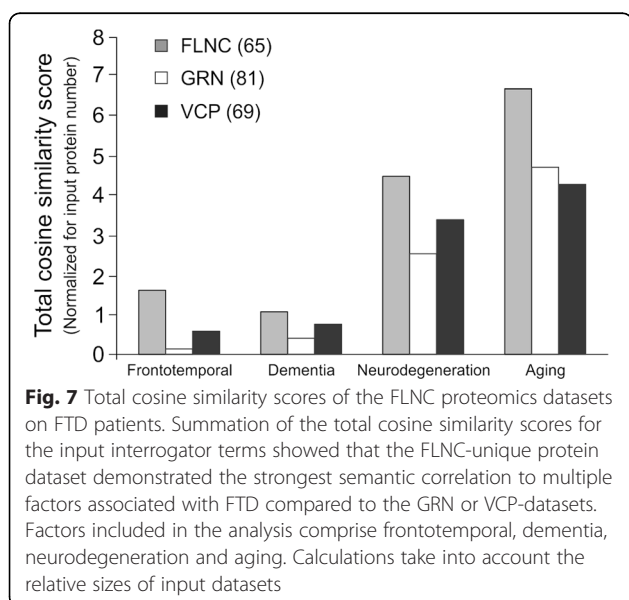 8
7
6
5
4
3
2
1
0
Total cosine similarity score
(Normalized for input protein number)
FLNC (65)
GRN (81)
VCP (69)
Frontotemporal Dementia Neurodegeneration Aging
Fig. 7 Total cosine similarity scores of the FLNC proteomics datasets
on FTD patients. Summation of the total cosine similarity scores for
the input interrogator terms showed that the FLNC-unique protein
dataset demonstrated the strongest semantic correlation to multiple
factors associated with FTD compared to the GRN or VCP-datasets.
Factors included in the analysis comprise frontotemporal, dementia,
neurodegeneration and aging. Calculations take into account the
relative sizes of input datasets